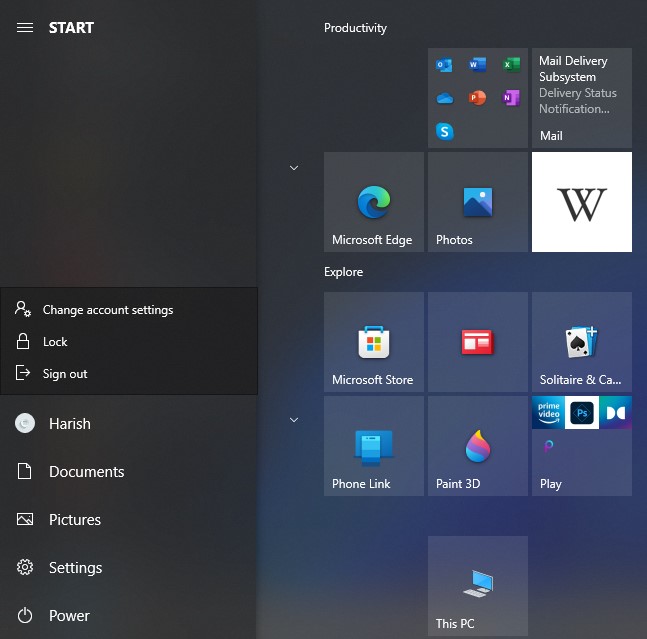 START
Change account settings
Lock
Sign out
Harish
Documents
Pictures
Settings
Power
Productivity
Mail Delivery
Subsystem
Delivery Status
Notification...
Mail
Microsoft Edge
Photos
W
Explore
Microsoft Store
Solitaire & Ca...
Phone Link
Paint 3D
prime
video
Ps
Play
This PC